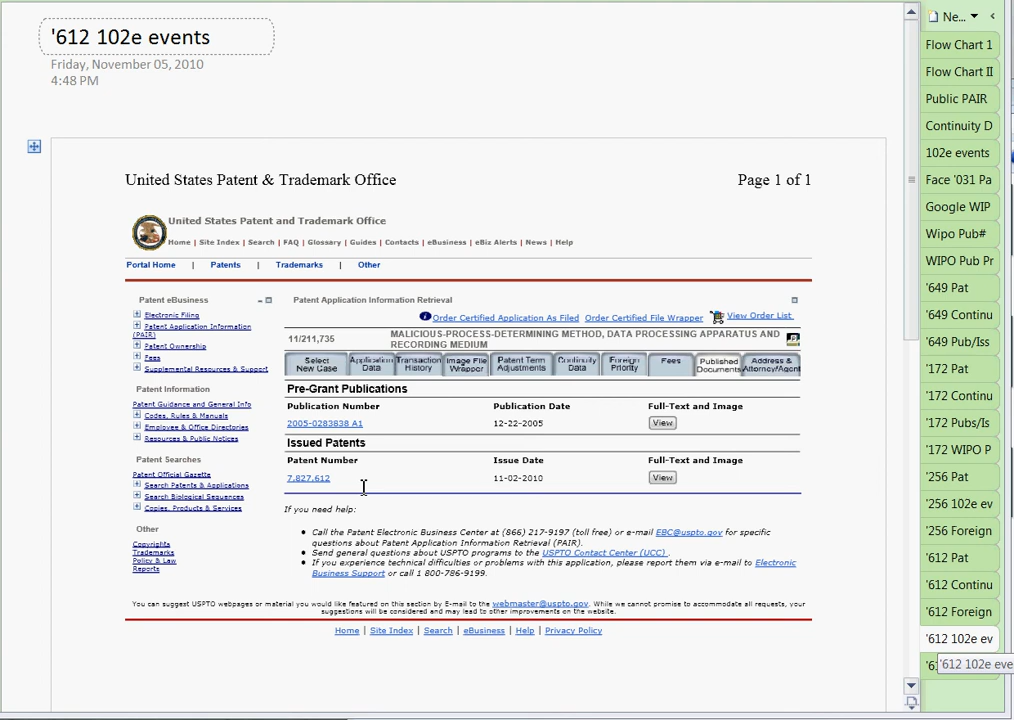 '612 102e events
Friday, November 05, 2010
4:48 PM
United States Patent & Trademark Office
Page 1 of 1
United States Patent and Trademark Office
Home | Site Index | Search | FAQ | Glossary | Guides | Contacts | eBusiness | eBiz Alerts | News | Help
Portal Home | Patents | Trademarks | Other
Patent eBusiness
Electronic Filing
Patent Application Information
(PAIR)
Patent Ownership
Fees
Supplemental Resources & Support
Patent Information
Patent Guidance and General Info
Codes, Rules & Manuals
Employee & Office Directories
Resources & Public Notices
Patent Searches
Patent Official Gazette
Search Patents & Applications
Search Biological Sequences
Copies, Products & Services
Other
Copyrights
Trademarks
Policy & Law
Reports
Patent Application Information Retrieval
Order Certified Application As Filed Order Certified File Wrapper View Order List
11/211,735
MALICIOUS-PROCESS-DETERMINING METHOD, DATA PROCESSING APPARATUS AND
RECORDING MEDIUM
Select
New Case
Application
Data
Transaction
History
Image File
Wrapper
Patent Term
Adjustments
Continuity
Data
Foreign
Priority
Fees
Published
Documents
Address &
Attorney/Agent
Pre-Grant Publications
Publication Number Publication Date Full-Text and Image
2005-0283838 A1 12-22-2005 View
Issued Patents
Patent Number Issue Date Full-Text and Image
7,827,612 11-02-2010 View
If you need help:
• Call the Patent Electronic Business Center at (866) 217-9197 (toll free) or e-mail EBC@uspto.gov for specific
questions about Patent Application Information Retrieval (PAIR).
• Send general questions about USPTO programs to the USPTO Contact Center (UCC) .
• If you experience technical difficulties or problems with this application, please report them via e-mail to Electronic
Business Support or call 1 800-786-9199.
You can suggest USPTO webpages or material you would like featured on this section by E-mail to the webmaster@uspto.gov. While we cannot promise to accommodate all requests, your
suggestions will be considered and may lead to other improvements on the website.
Home | Site Index | Search | eBusiness | Help | Privacy Policy
Ne...
Flow Chart 1
Flow Chart II
Public PAIR
Continuity D
102e events
Face '031 Pa
Google WIP
Wipo Pub#
WIPO Pub Pr
'649 Pat
'649 Continu
'649 Pub/Iss
'172 Pat
'172 Continu
'172 Pubs/Is
'172 WIPO P
'256 Pat
'256 102e ev
'256 Foreign
'612 Pat
'612 Continu
'612 Foreign
'612 102e ev
'612 102e eve